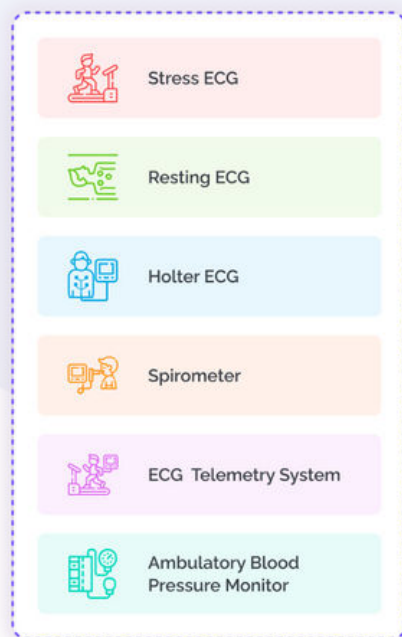 Stress ECG
Resting ECG
Holter ECG
Spirometer
ECG Telemetry System
Ambulatory Blood
Pressure Monitor